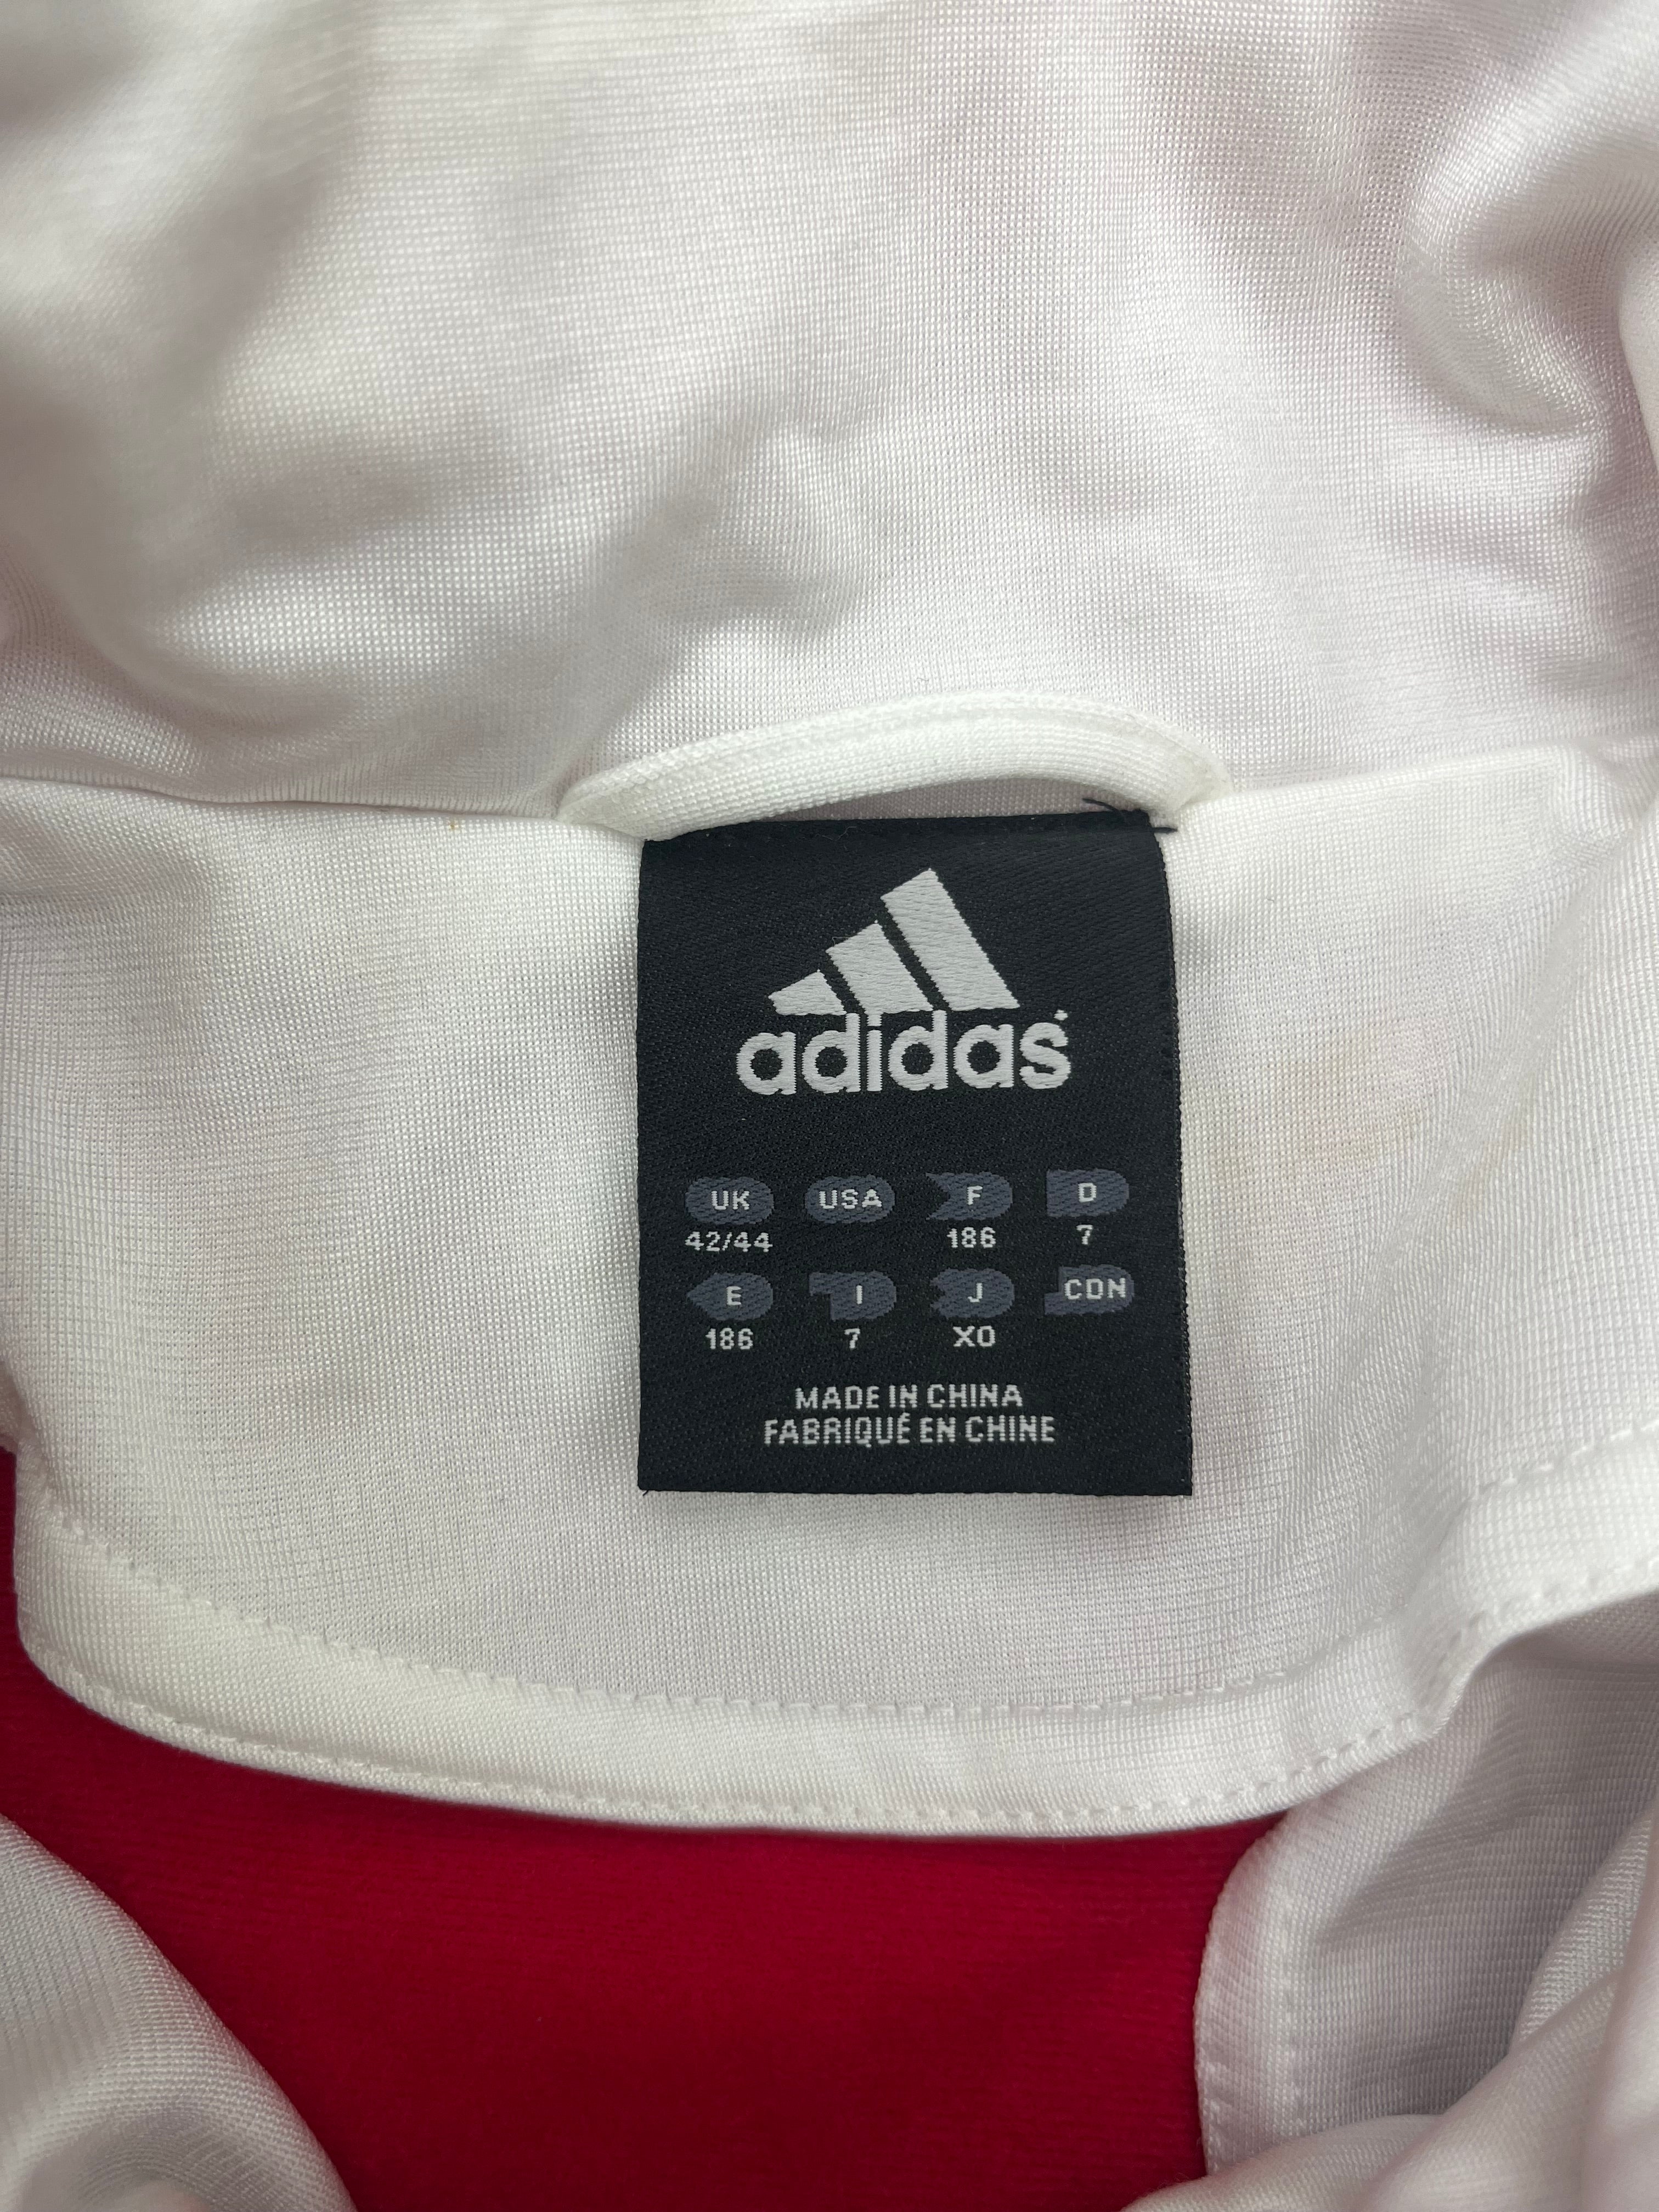 adidas
UK USA F D
42/44 186 7
E I J CDN
186 7 XO
MADE IN CHINA
FABRIQUÉ EN CHINE